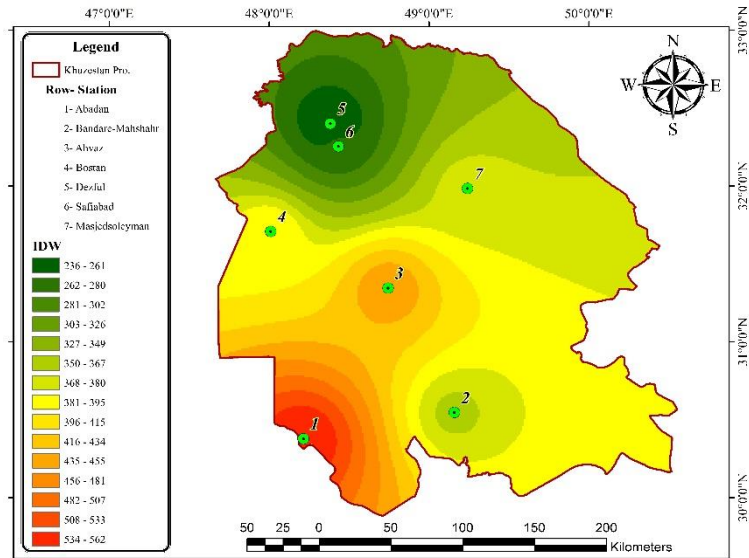 47°0'0"E 48°0'0"E 49°0'0"E 50°0'0"E
33°0'0"N
32°0'0"N
31°0'0"N
30°0'0"N
Legend
Khuzestan Pro.
Row- Station
1- Abadan
2- Bandare-Mahshahr
3- Ahvaz
4- Bostan
5- Dezful
6- Safiabad
7- Masjedsoleyman
IDW
236 - 261
262 - 280
281 - 302
303 - 326
327 - 349
350 - 367
368 - 380
381 - 395
396 - 415
416 - 434
435 - 455
456 - 481
482 - 507
508 - 533
534 - 562
N
W E
S
5
6
7
4
3
2
1
50 25 0 50 100 150 200
Kilometers